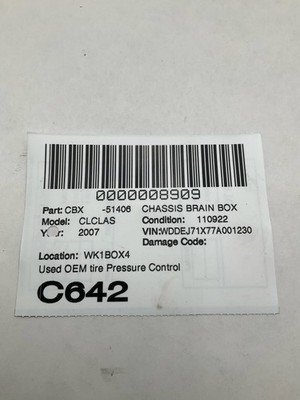 0000008909
Part: CBX -51406 CHASSIS BRAIN BOX
Model: CLCLAS Condition: 110922
Year: 2007 VIN:WDDEJ71X77A001230
Damage Code:
Location: WK1BOX4
Used OEM tire Pressure Control
C642